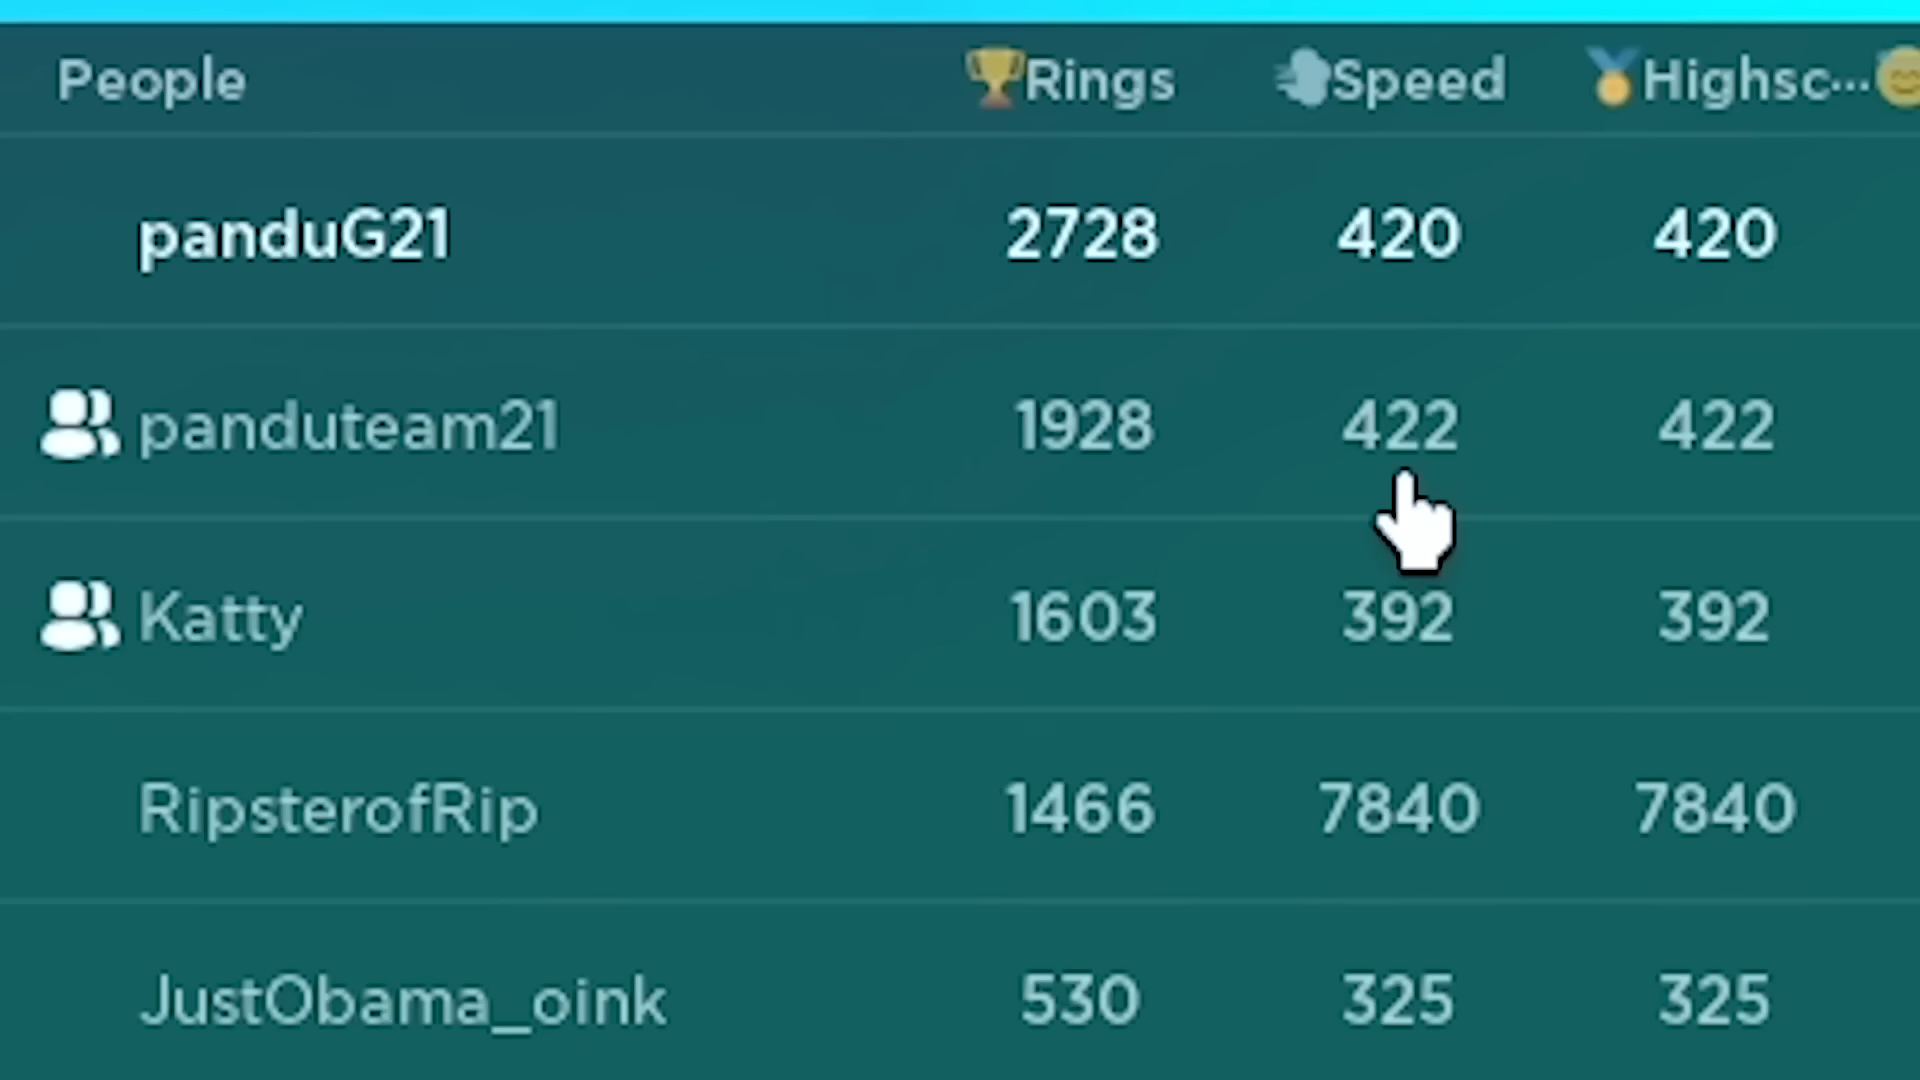 People 🏆Rings 💨Speed 🏅Highsc...
panduG21 2728 420 420
panduteam21 1928 422 422
Katty 1603 392 392
RipsterofRip 1466 7840 7840
JustObama_oink 530 325 325